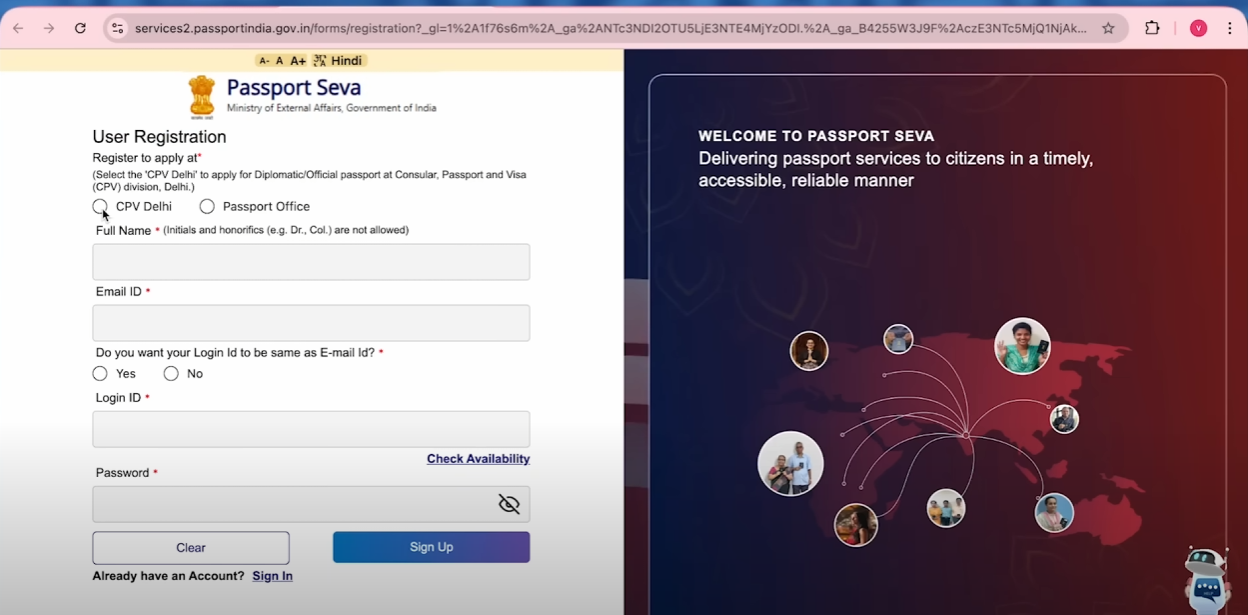 services2.passportindia.gov.in/forms/registration?_gl=1%2A1f76s6m%2A_ga%2ANTc3NDI2OTU5LjE3NTE4MjYzODI.%2A_ga_B4255W3J9F%2AczE3NTc5MjQ1NjAk...
V
A- A A+ Hindi
Passport Seva
Ministry of External Affairs, Government of India
User Registration
Register to apply at*
(Select the 'CPV Delhi' to apply for Diplomatic/Official passport at Consular, Passport and Visa
(CPV) division, Delhi.)
CPV Delhi Passport Office
Full Name * (Initials and honorifics (e.g. Dr., Col.) are not allowed)
Email ID *
Do you want your Login Id to be same as E-mail Id? *
Yes No
Login ID *
Check Availability
Password *
Clear Sign Up
Already have an Account? Sign In
WELCOME TO PASSPORT SEVA
Delivering passport services to citizens in a timely,
accessible, reliable manner
HELP